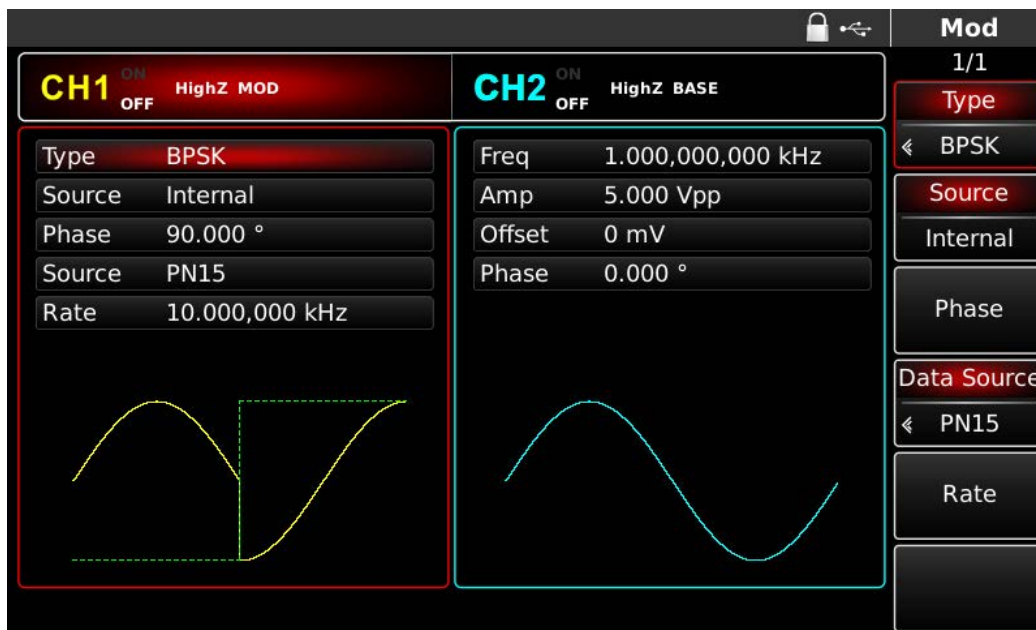 Mod
1/1
CH1 ON OFF HighZ MOD
CH2 ON OFF HighZ BASE
Type BPSK
Source Internal
Phase 90.000 °
Source PN15
Rate 10.000,000 kHz
Freq 1.000,000,000 kHz
Amp 5.000 Vpp
Offset 0 mV
Phase 0.000 °
Type
BPSK
Source
Internal
Phase
Data Source
PN15
Rate